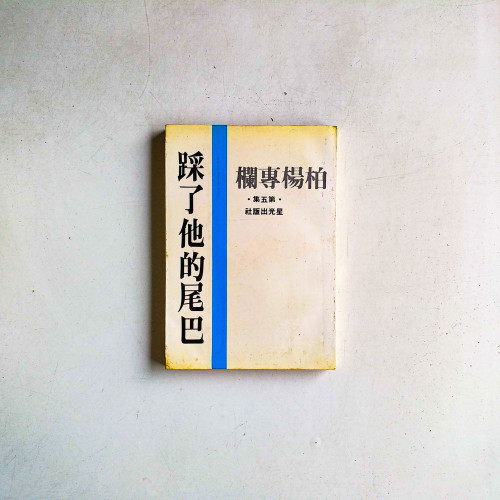 踩了他的尾巴
柏楊專欄
·第五集·
星光出版社